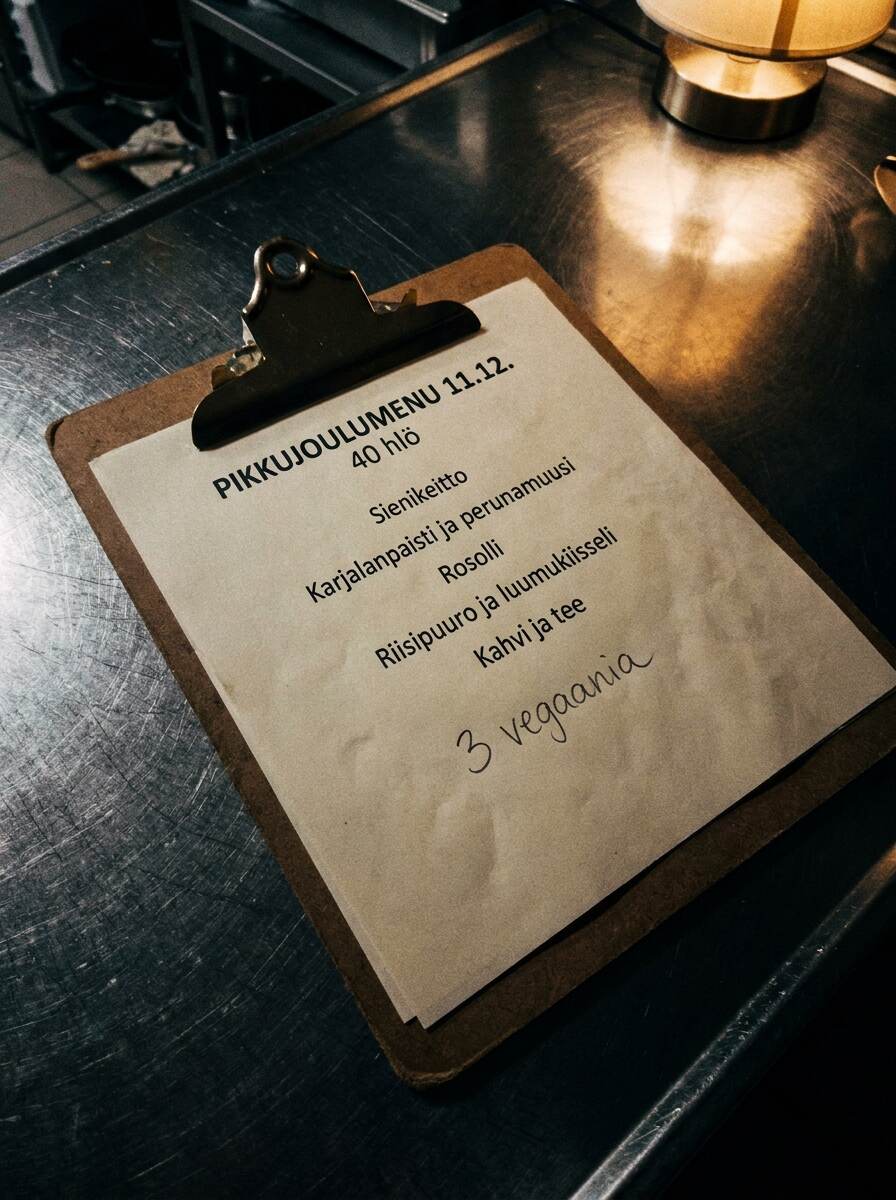 PIKKUJOULUMENU 11.12.
40 hlö
Sienikeitto
Karjalanpaisti ja perunamuusi
Rosolli
Riisipuuro ja luumukiisseli
Kahvi ja tee
3 vegaania